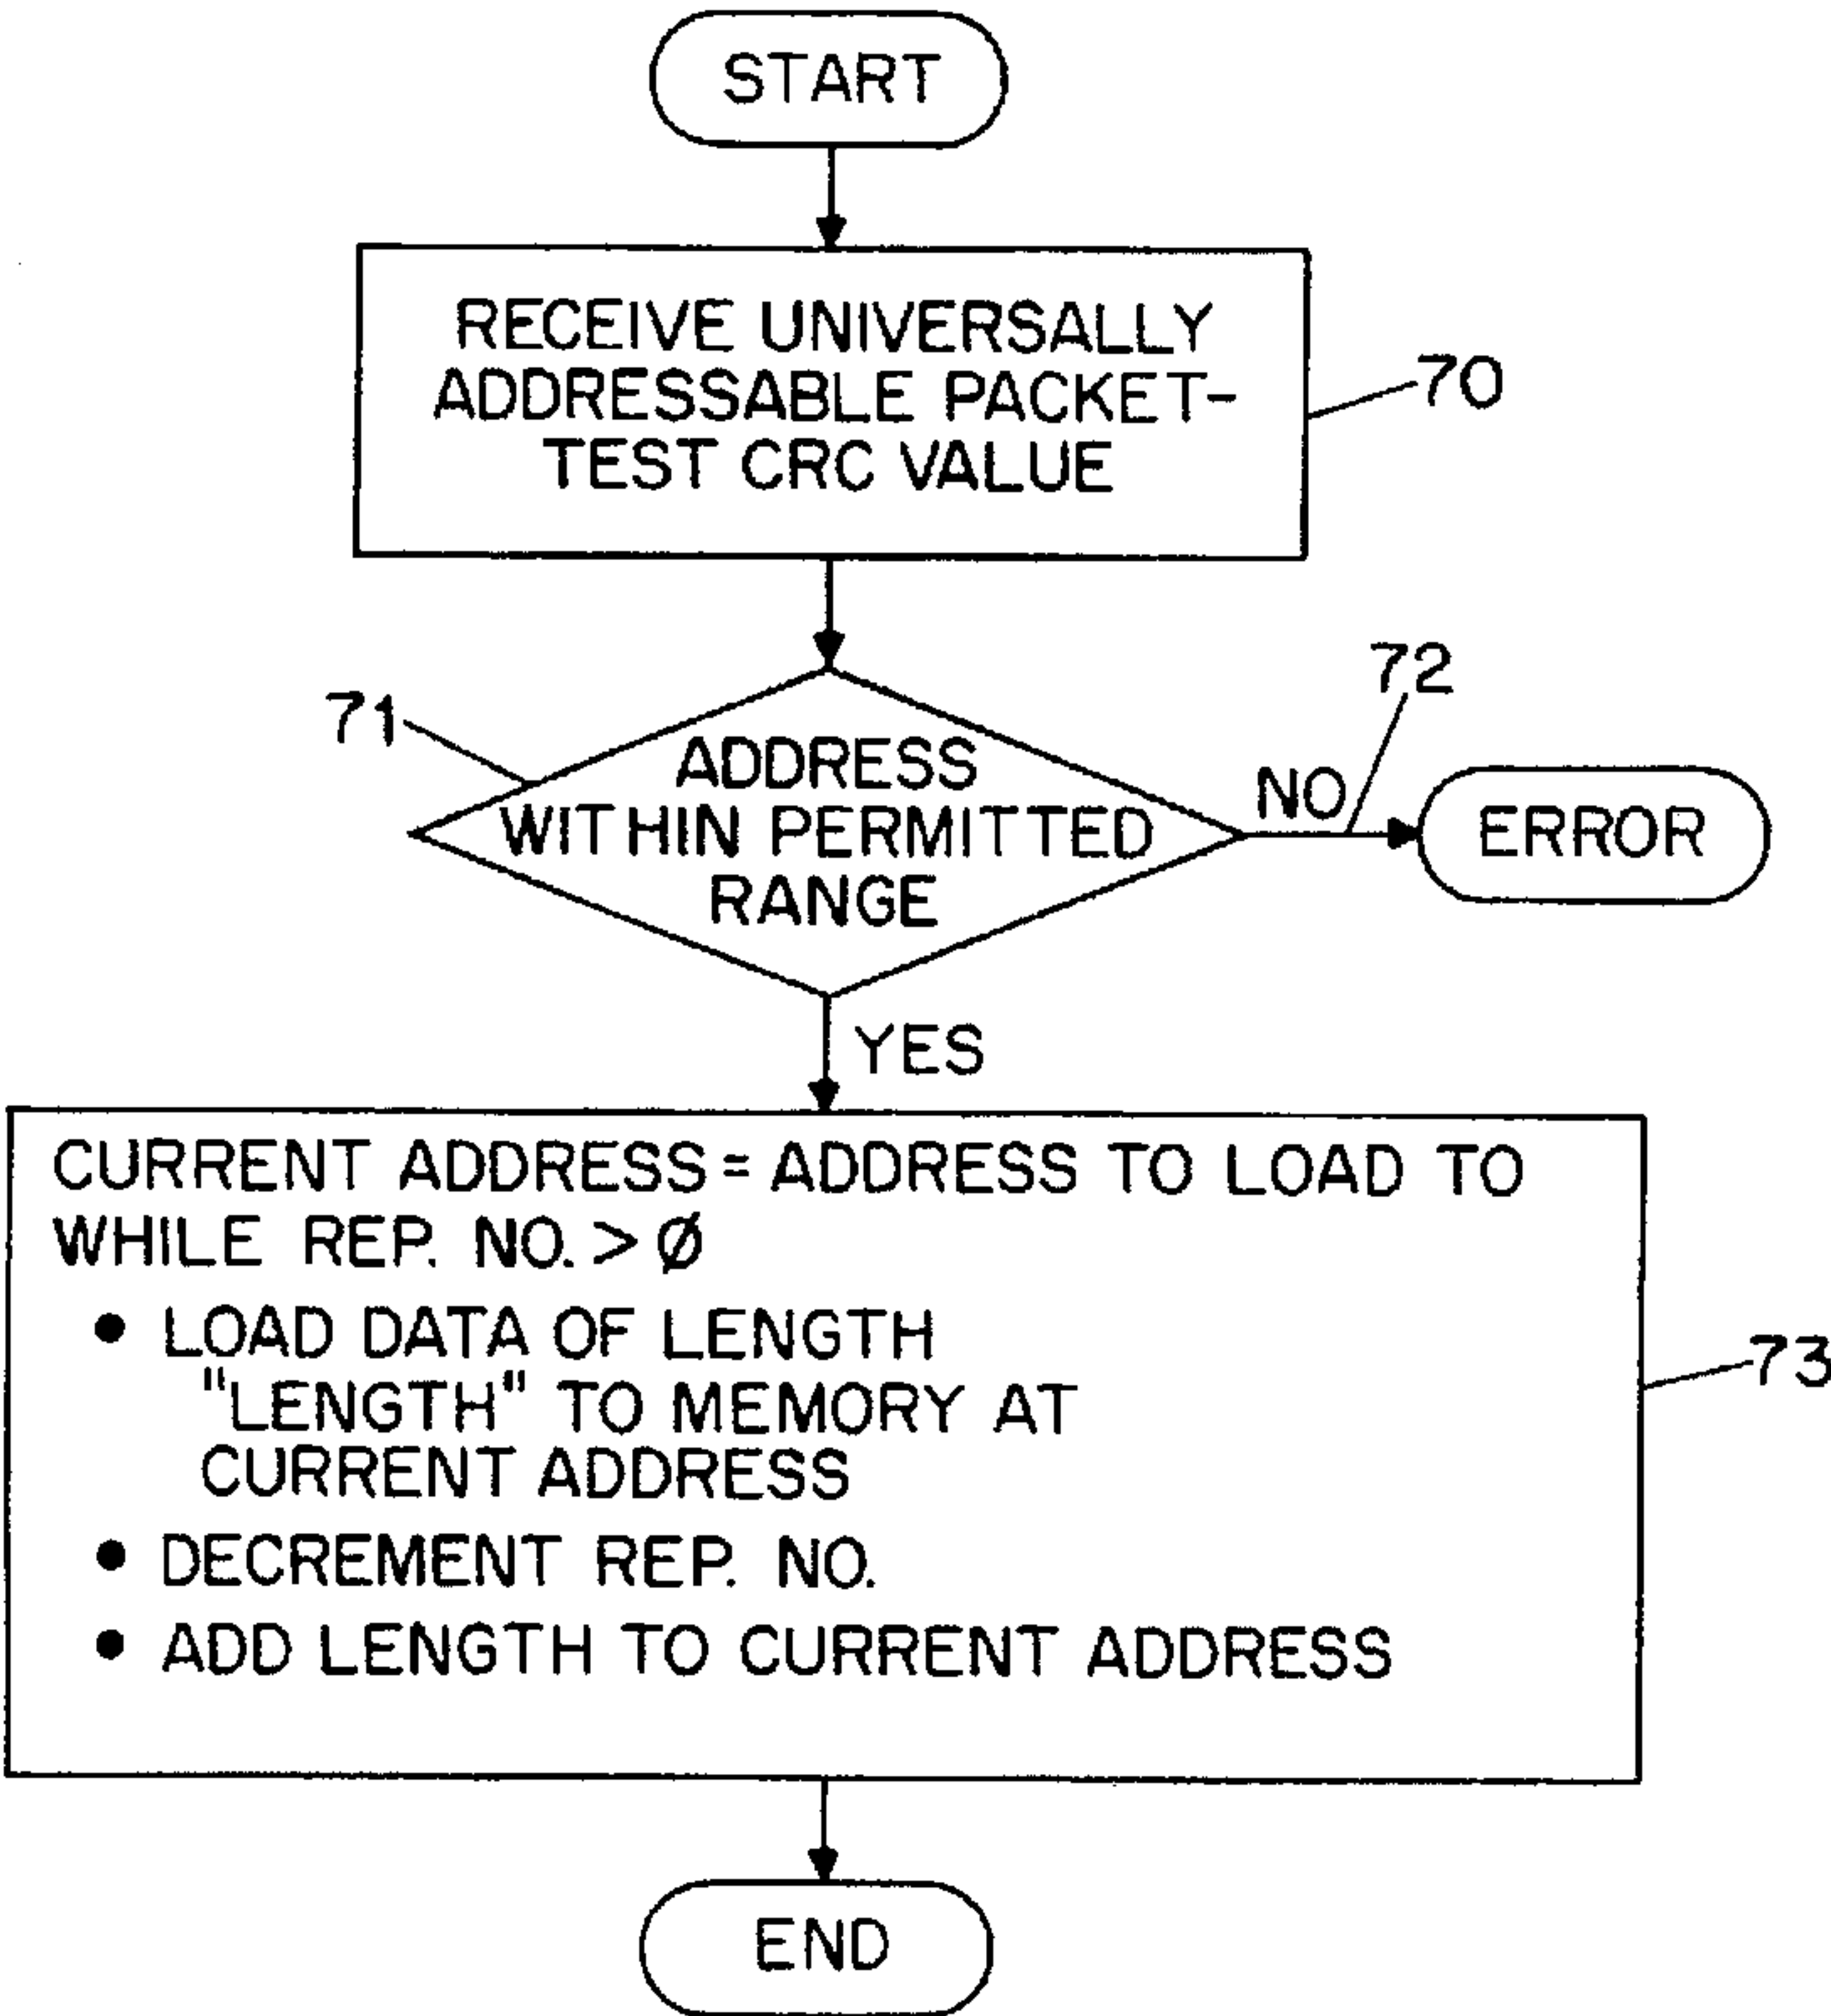 START
RECEIVE UNIVERSALLY
ADDRESSABLE PACKET-
TEST CRC VALUE
70
71
72
ADDRESS
WITHIN PERMITTED
RANGE
NO
ERROR
YES
CURRENT ADDRESS = ADDRESS TO LOAD TO
WHILE REP. NO. > Ø
• LOAD DATA OF LENGTH
"LENGTH" TO MEMORY AT
CURRENT ADDRESS
• DECREMENT REP. NO.
• ADD LENGTH TO CURRENT ADDRESS
73
END